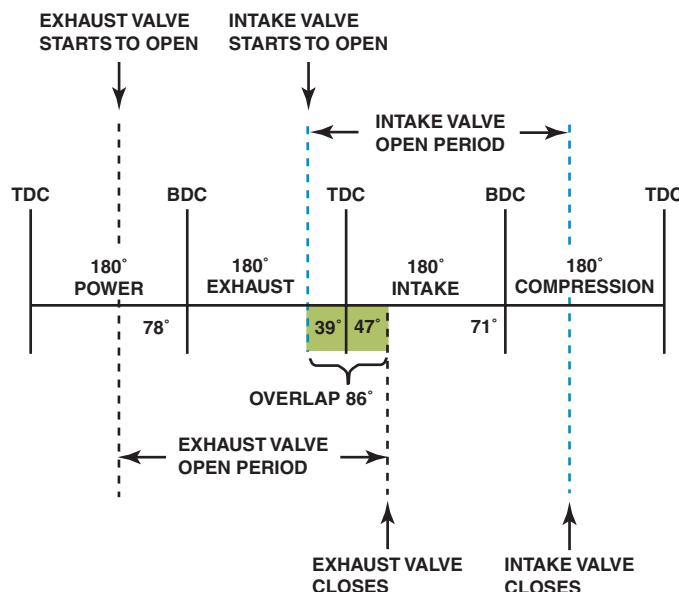 EXHAUST VALVE
STARTS TO OPEN
INTAKE VALVE
STARTS TO OPEN
INTAKE VALVE
OPEN PERIOD
TDC
BDC
TDC
BDC
TDC
180°
POWER
180°
EXHAUST
180°
INTAKE
180°
COMPRESSION
78°
39°
47°
71°
OVERLAP 86°
EXHAUST VALVE
OPEN PERIOD
EXHAUST VALVE
CLOSES
INTAKE VALVE
CLOSES